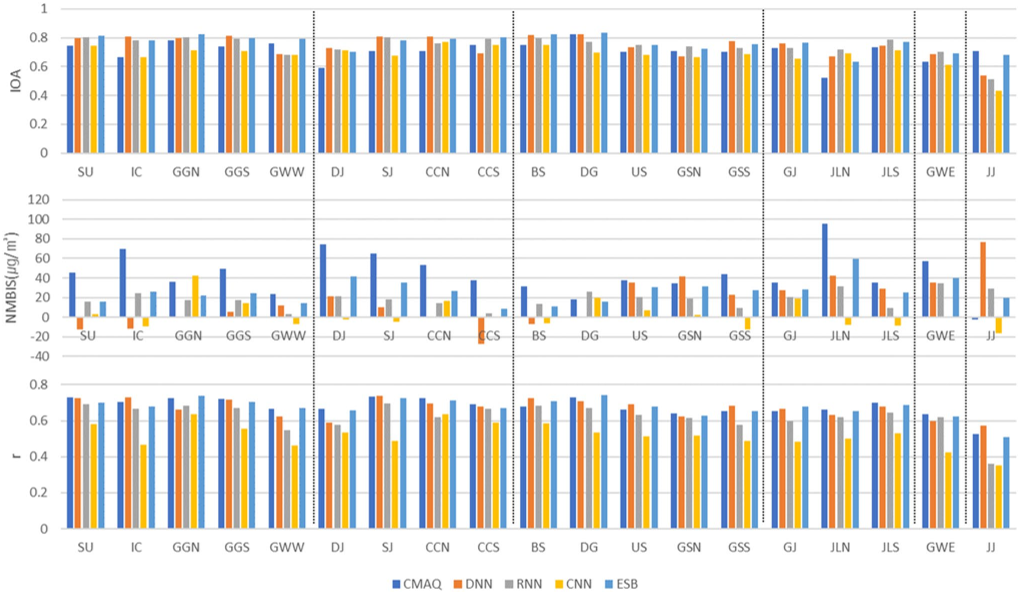 1
0.8
0.6
0.4
0.2
0
IOA
SU IC GGN GGS GWW DJ SJ CCN CCS BS DG US GSN GSS GJ JLN JLS GWE JJ
120
100
80
60
40
20
0
-20
-40
NMBIS(µg/m³)
SU IC GGN GGS GWW DJ SJ CCN CCS BS DG US GSN GSS GJ JLN JLS GWE JJ
0.8
0.6
0.4
0.2
0
r
SU IC GGN GGS GWW DJ SJ CCN CCS BS DG US GSN GSS GJ JLN JLS GWE JJ
CMAQ DNN RNN CNN ESB